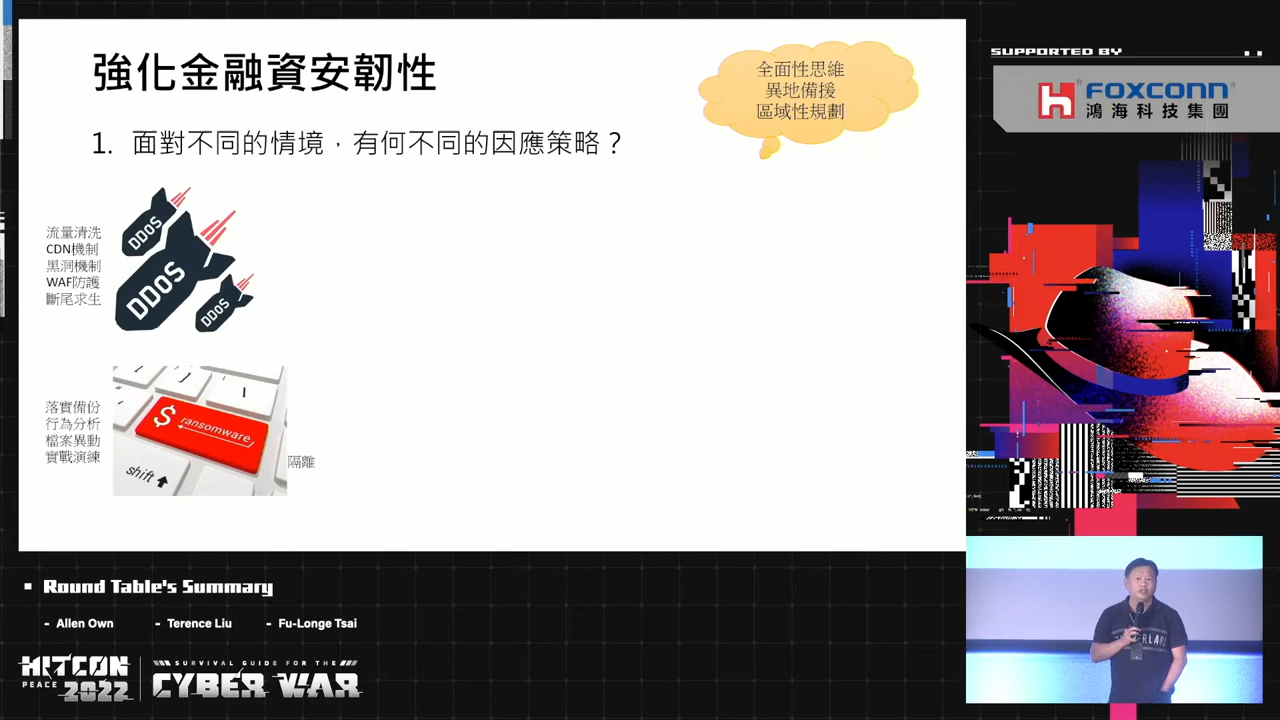 強化金融資安韌性
全面性思維
異地備援
區域性規劃
1. 面對不同的情境，有何不同的因應策略？
流量清洗
CDN機制
黑洞機制
WAF防護
斷尾求生
DDOS
DDOS
DDOS
落實備份
行為分析
檔案異動
實戰演練
$ ransomware
shift
隔離
SUPPORTED BY
FOXCONN
鴻海科技集團
Round Table's Summary
- Allen Own - Terence Liu - Fu-Longe Tsai
HITCON
PEACE 2022
SURVIVAL GUIDE FOR THE
CYBER WAR